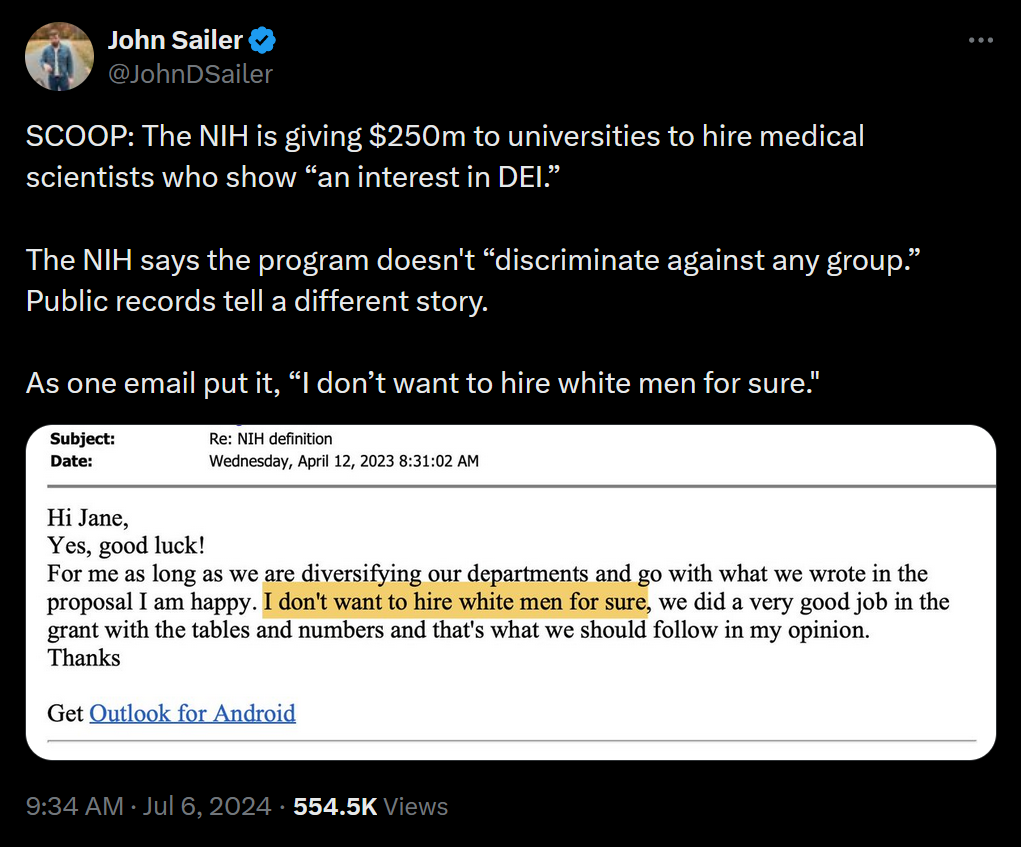 John Sailer
@JohnDSailer
SCOOP: The NIH is giving $250m to universities to hire medical
scientists who show “an interest in DEI.”
The NIH says the program doesn't “discriminate against any group.”
Public records tell a different story.
As one email put it, “I don’t want to hire white men for sure."
Subject: Re: NIH definition
Date: Wednesday, April 12, 2023 8:31:02 AM
Hi Jane,
Yes, good luck!
For me as long as we are diversifying our departments and go with what we wrote in the
proposal I am happy. I don't want to hire white men for sure, we did a very good job in the
grant with the tables and numbers and that's what we should follow in my opinion.
Thanks
Get Outlook for Android
9:34 AM · Jul 6, 2024 · 554.5K Views